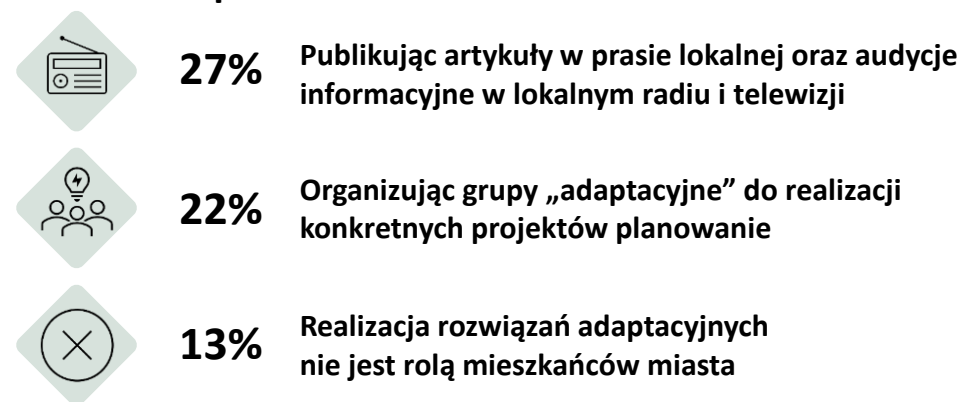 27%
Publikując artykuły w prasie lokalnej oraz audycje
informacyjne w lokalnym radiu i telewizji
22%
Organizując grupy „adaptacyjne” do realizacji
konkretnych projektów planowanie
13%
Realizacja rozwiązań adaptacyjnych
nie jest rolą mieszkańców miasta